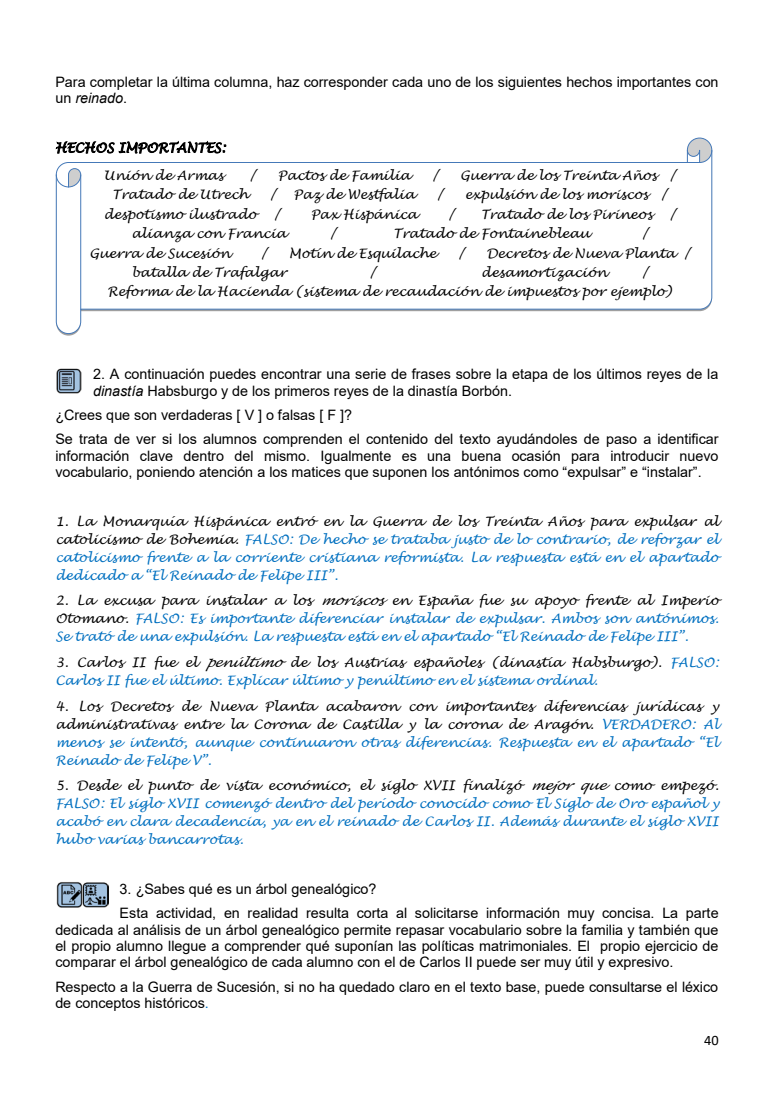 Para completar la última columna, haz corresponder cada uno de los siguientes hechos importantes con
un reinado.
HECHOS IMPORTANTES:
Unión de Armas / Pactos de Familia / Guerra de los Treinta Años /
Tratado de Utrech / Paz de Westfalia / expulsión de los moriscos /
despotismo ilustrado / Pax Hispánica / Tratado de los Pirineos /
alianza con Francia / Tratado de Fontainebleau /
Guerra de Sucesión / Motín de Esquilache / Decretos de Nueva Planta /
batalla de Trafalgar / desamortización /
Reforma de la Hacienda (sistema de recaudación de impuestos por ejemplo)
2. A continuación puedes encontrar una serie de frases sobre la etapa de los últimos reyes de la
dinastía Habsburgo y de los primeros reyes de la dinastía Borbón.
¿Crees que son verdaderas [ V ] o falsas [ F ]?
Se trata de ver si los alumnos comprenden el contenido del texto ayudándoles de paso a identificar
información clave dentro del mismo. Igualmente es una buena ocasión para introducir nuevo
vocabulario, poniendo atención a los matices que suponen los antónimos como “expulsar” e “instalar”.
1. La Monarquía Hispánica entró en la Guerra de los Treinta Años para expulsar al
catolicismo de Bohemia. FALSO: De hecho se trataba justo de lo contrario, de reforzar el
catolicismo frente a la corriente cristiana reformista. La respuesta está en el apartado
dedicado a “El Reinado de Felipe III”.
2. La excusa para instalar a los moriscos en España fue su apoyo frente al Imperio
Otomano. FALSO: Es importante diferenciar instalar de expulsar. Ambos son antónimos.
Se trató de una expulsión. La respuesta está en el apartado “El Reinado de Felipe III”.
3. Carlos II fue el penúltimo de los Austrias españoles (dinastía Habsburgo). FALSO:
Carlos II fue el último. Explicar último y penúltimo en el sistema ordinal.
4. Los Decretos de Nueva Planta acabaron con importantes diferencias jurídicas y
administrativas entre la Corona de Castilla y la corona de Aragón. VERDADERO: Al
menos se intentó, aunque continuaron otras diferencias. Respuesta en el apartado “El
Reinado de Felipe V”.
5. Desde el punto de vista económico, el siglo XVII finalizó mejor que como empezó.
FALSO: El siglo XVII comenzó dentro del periodo conocido como El Siglo de Oro español y
acabó en clara decadencia, ya en el reinado de Carlos II. Además durante el siglo XVII
hubo varias bancarrotas.
3. ¿Sabes qué es un árbol genealógico?
Esta actividad, en realidad resulta corta al solicitarse información muy concisa. La parte
dedicada al análisis de un árbol genealógico permite repasar vocabulario sobre la familia y también que
el propio alumno llegue a comprender qué suponían las políticas matrimoniales. El propio ejercicio de
comparar el árbol genealógico de cada alumno con el de Carlos II puede ser muy útil y expresivo.
Respecto a la Guerra de Sucesión, si no ha quedado claro en el texto base, puede consultarse el léxico
de conceptos históricos.
40